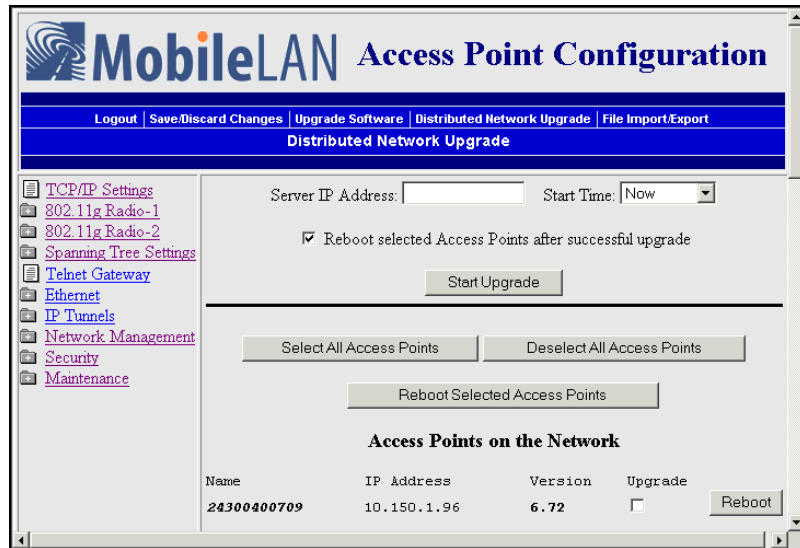 MobileLAN Access Point Configuration
Logout | Save/Discard Changes | Upgrade Software | Distributed Network Upgrade | File Import/Export
Distributed Network Upgrade
TCP/IP Settings
802.11g Radio-1
802.11g Radio-2
Spanning Tree Settings
Telnet Gateway
Ethernet
IP Tunnels
Network Management
Security
Maintenance
Server IP Address: Start Time: Now
Reboot selected Access Points after successful upgrade
Start Upgrade
Select All Access Points Deselect All Access Points
Reboot Selected Access Points
Access Points on the Network
Name IP Address Version Upgrade
24300400709 10.150.1.96 6.72 Reboot